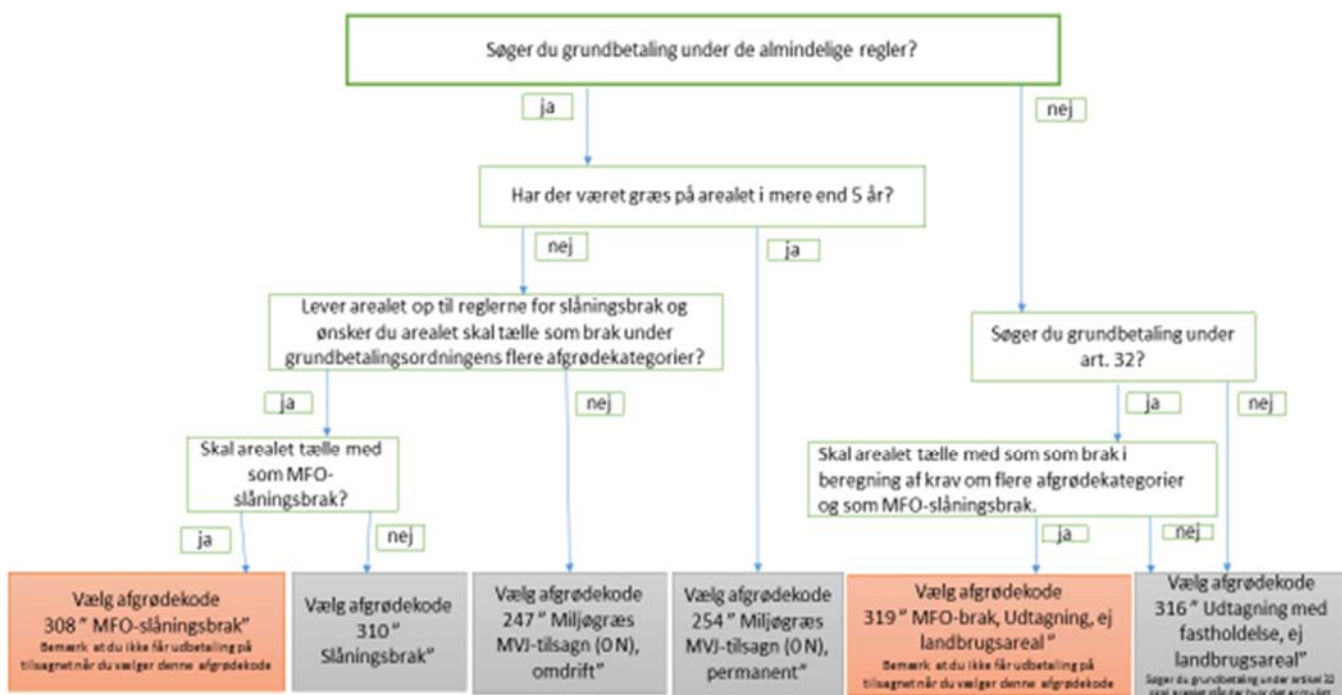 Søger du grundbetaling under de almindelige regler?
ja
nej
Har der været græs på arealet i mere end 5 år?
nej
ja
Lever arealet op til reglerne for slåningsbrak og
ønsker du arealet skal tælle som brak under
grundbetalingsordningens flere afgrødekategorier?
Søger du grundbetaling under
art. 32?
ja
nej
ja
nej
Skal arealet tælle med
som MFO-
slåningsbrak?
Skal arealet tælle med som som brak i
beregning af krav om flere afgrødekategorier
og som MFO-slåningsbrak.
ja
nej
ja
nej
Vælg afgrødekode
308 " MFO-slåningsbrak"
Bemærk at du ikke får udbetaling på
tilsagnet når du vælger denne afgrødekode
Vælg afgrødekode
310 "
Slåningsbrak"
Vælg afgrødekode
247 " Miljøgræs
MVJ-tilsagn (0 N),
omdrift"
Vælg afgrødekode
254 " Miljøgræs
MVJ-tilsagn (0 N),
permanent"
Vælg afgrødekode
319 " MFO-brak, Udtagning, ej
landbrugsareal"
Bemærk at du ikke får udbetaling på
tilsagnet når du vælger denne afgrødekode
Vælg afgrødekode
316 " Udtagning med
fastholdelse, ej
landbrugsareal"
Søger du grundbetaling under artikel 32